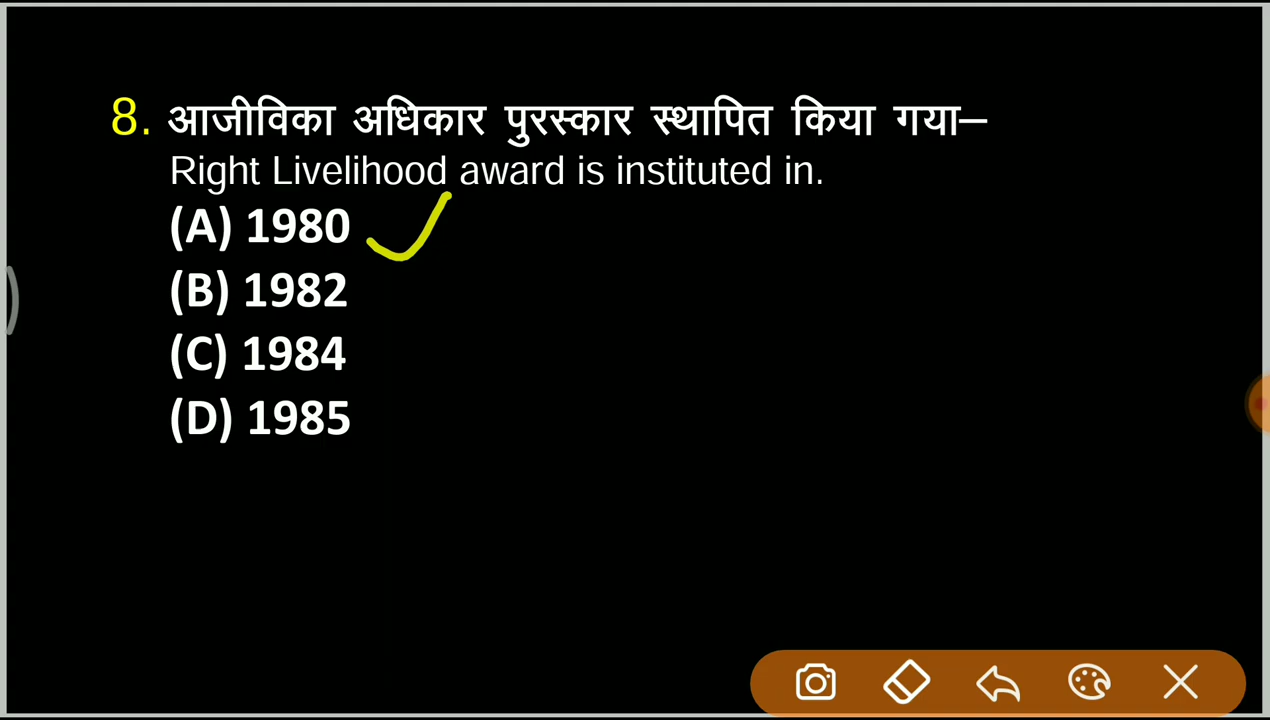 8. आजीविका अधिकार पुरस्कार स्थापित किया गया–
Right Livelihood award is instituted in.
(A) 1980
(B) 1982
(C) 1984
(D) 1985